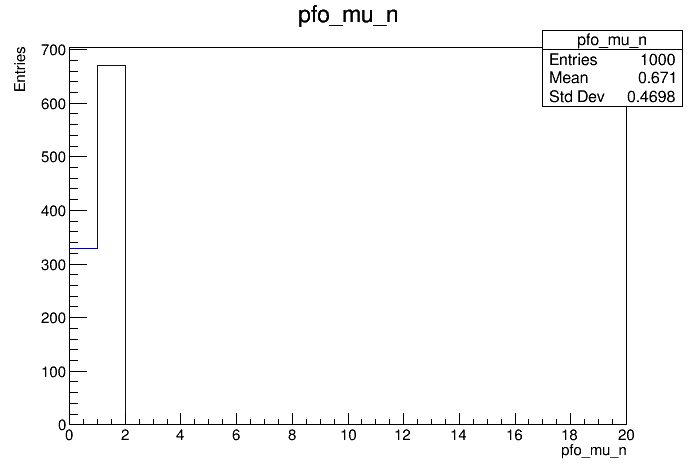 pfo_mu_n
pfo_mu_n
Entries 1000
Mean 0.671
Std Dev 0.4698
Entries
700
600
500
400
300
200
100
0
0 2 4 6 8 10 12 14 16 18 20
pfo_mu_n